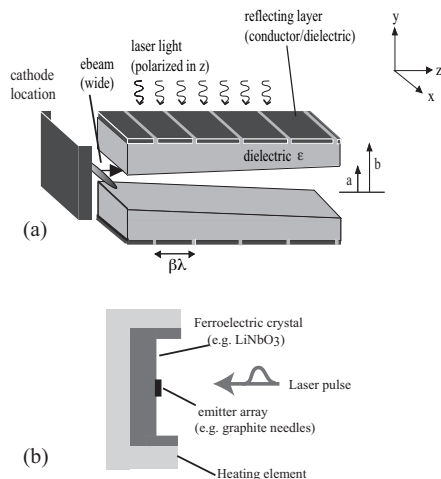 laser light
(polarized in z)
reflecting layer
(conductor/dielectric)
y
z
x
cathode
location
ebeam
(wide)
dielectric ε
a
b
(a)
βλ
Ferroelectric crystal
(e.g. LiNbO3)
Laser pulse
emitter array
(e.g. graphite needles)
(b)
Heating element